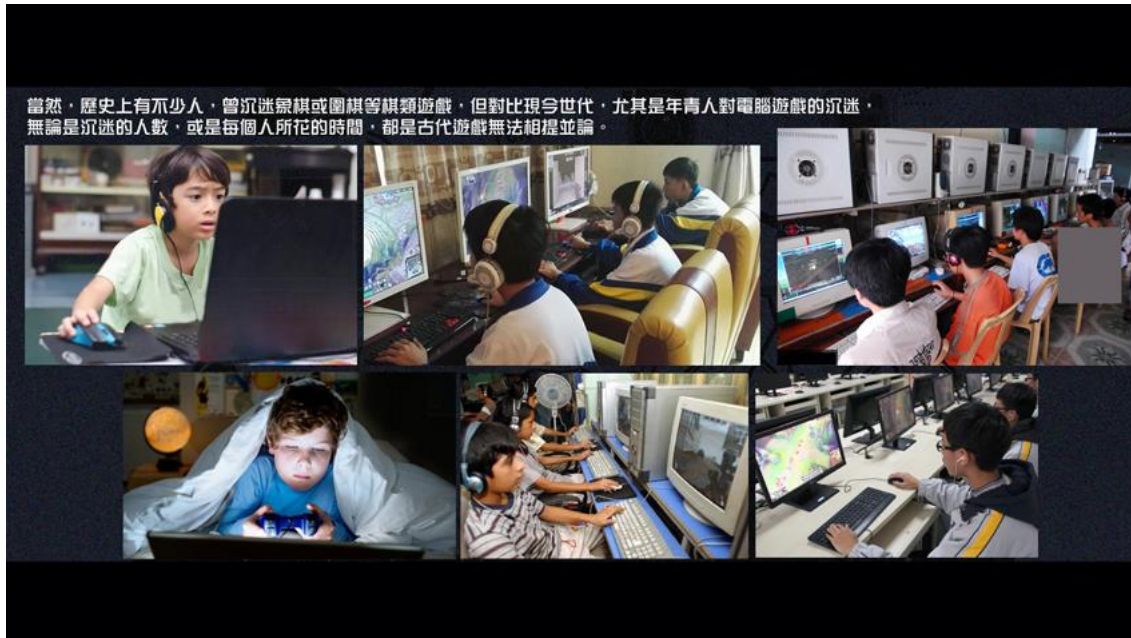 當然，歷史上有不少人，曾沉迷象棋或圍棋等棋類遊戲，但對比現今世代，尤其是年青人對電腦遊戲的沉迷，
無論是沉迷的人數，或是每個人所花的時間，都是古代遊戲無法相提並論。